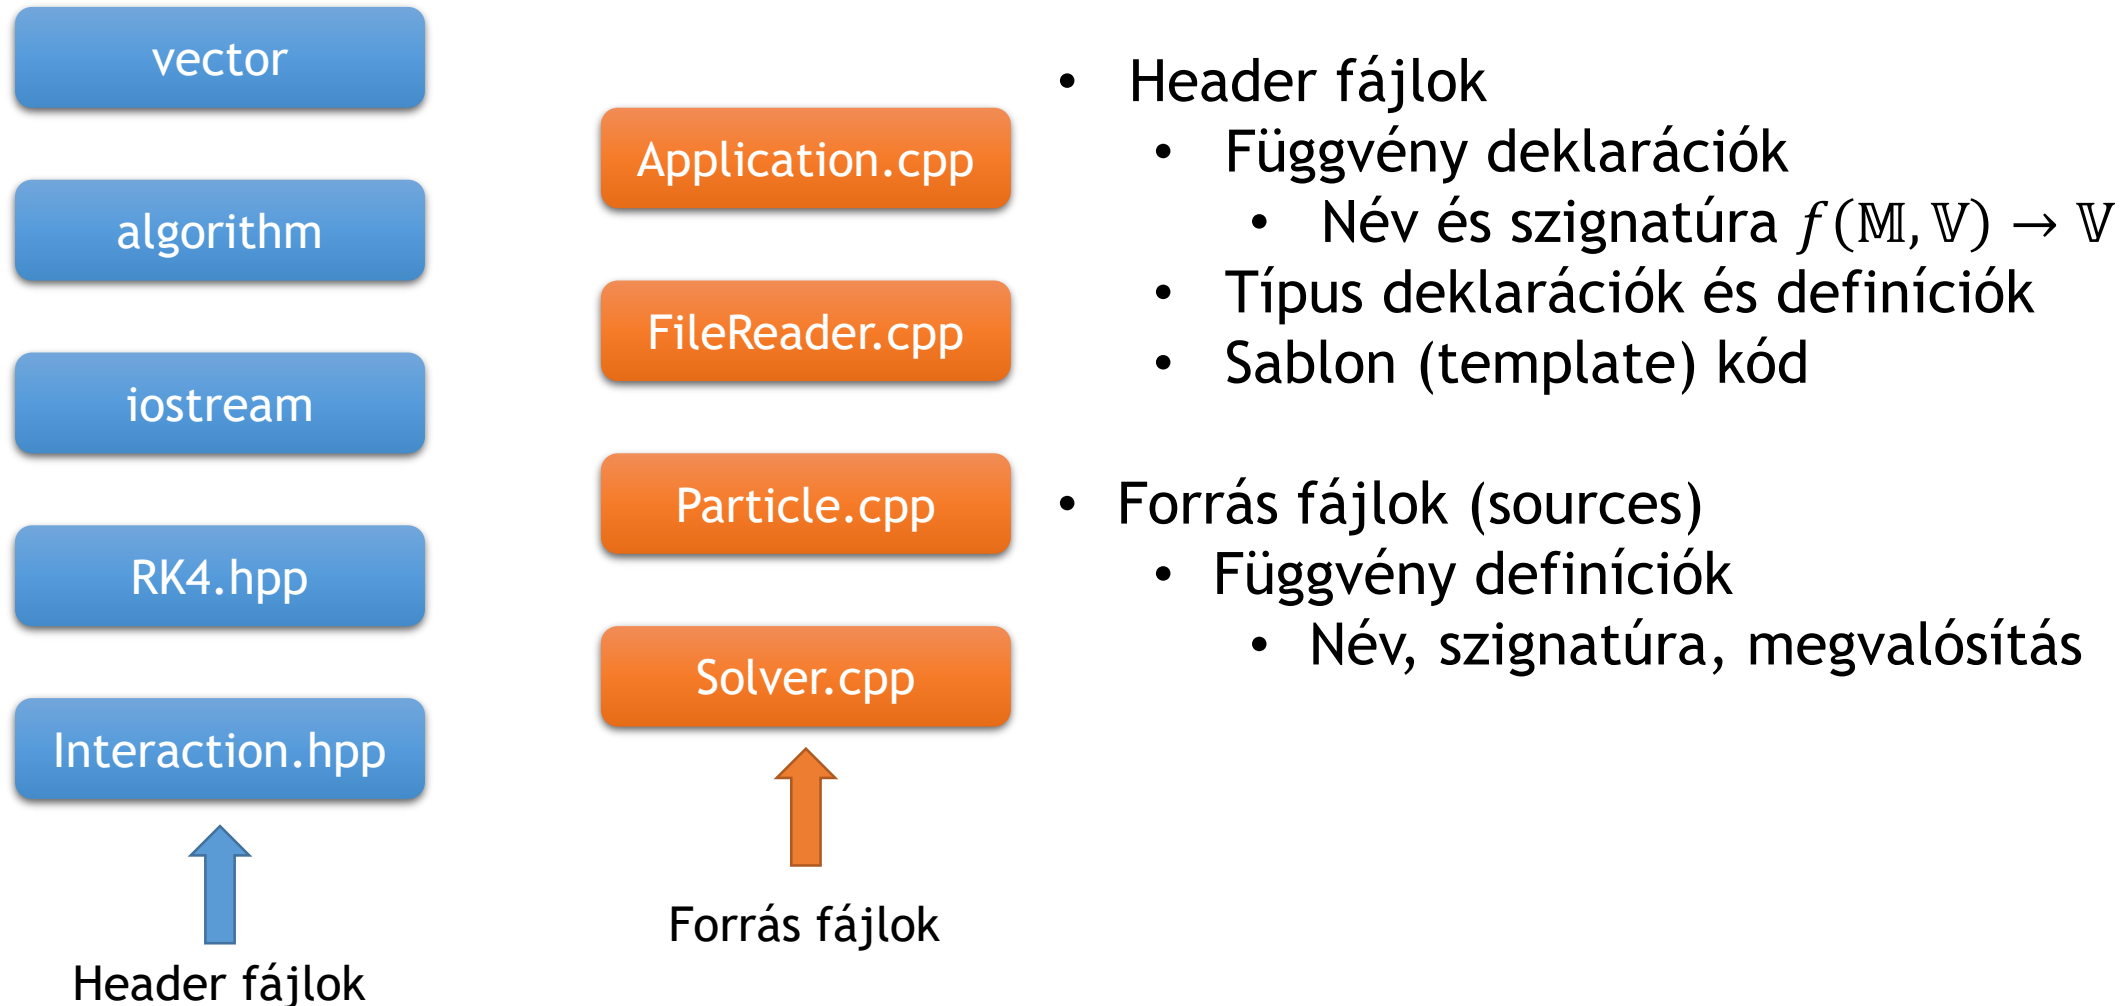 vector
algorithm
iostream
RK4.hpp
Interaction.hpp
Header fájlok
Application.cpp
FileReader.cpp
Particle.cpp
Solver.cpp
Forrás fájlok
• Header fájlok
• Függvény deklarációk
• Név és szignatúra f(𝕄, 𝕍) → 𝕍
• Típus deklarációk és definíciók
• Sablon (template) kód
• Forrás fájlok (sources)
• Függvény definíciók
• Név, szignatúra, megvalósítás